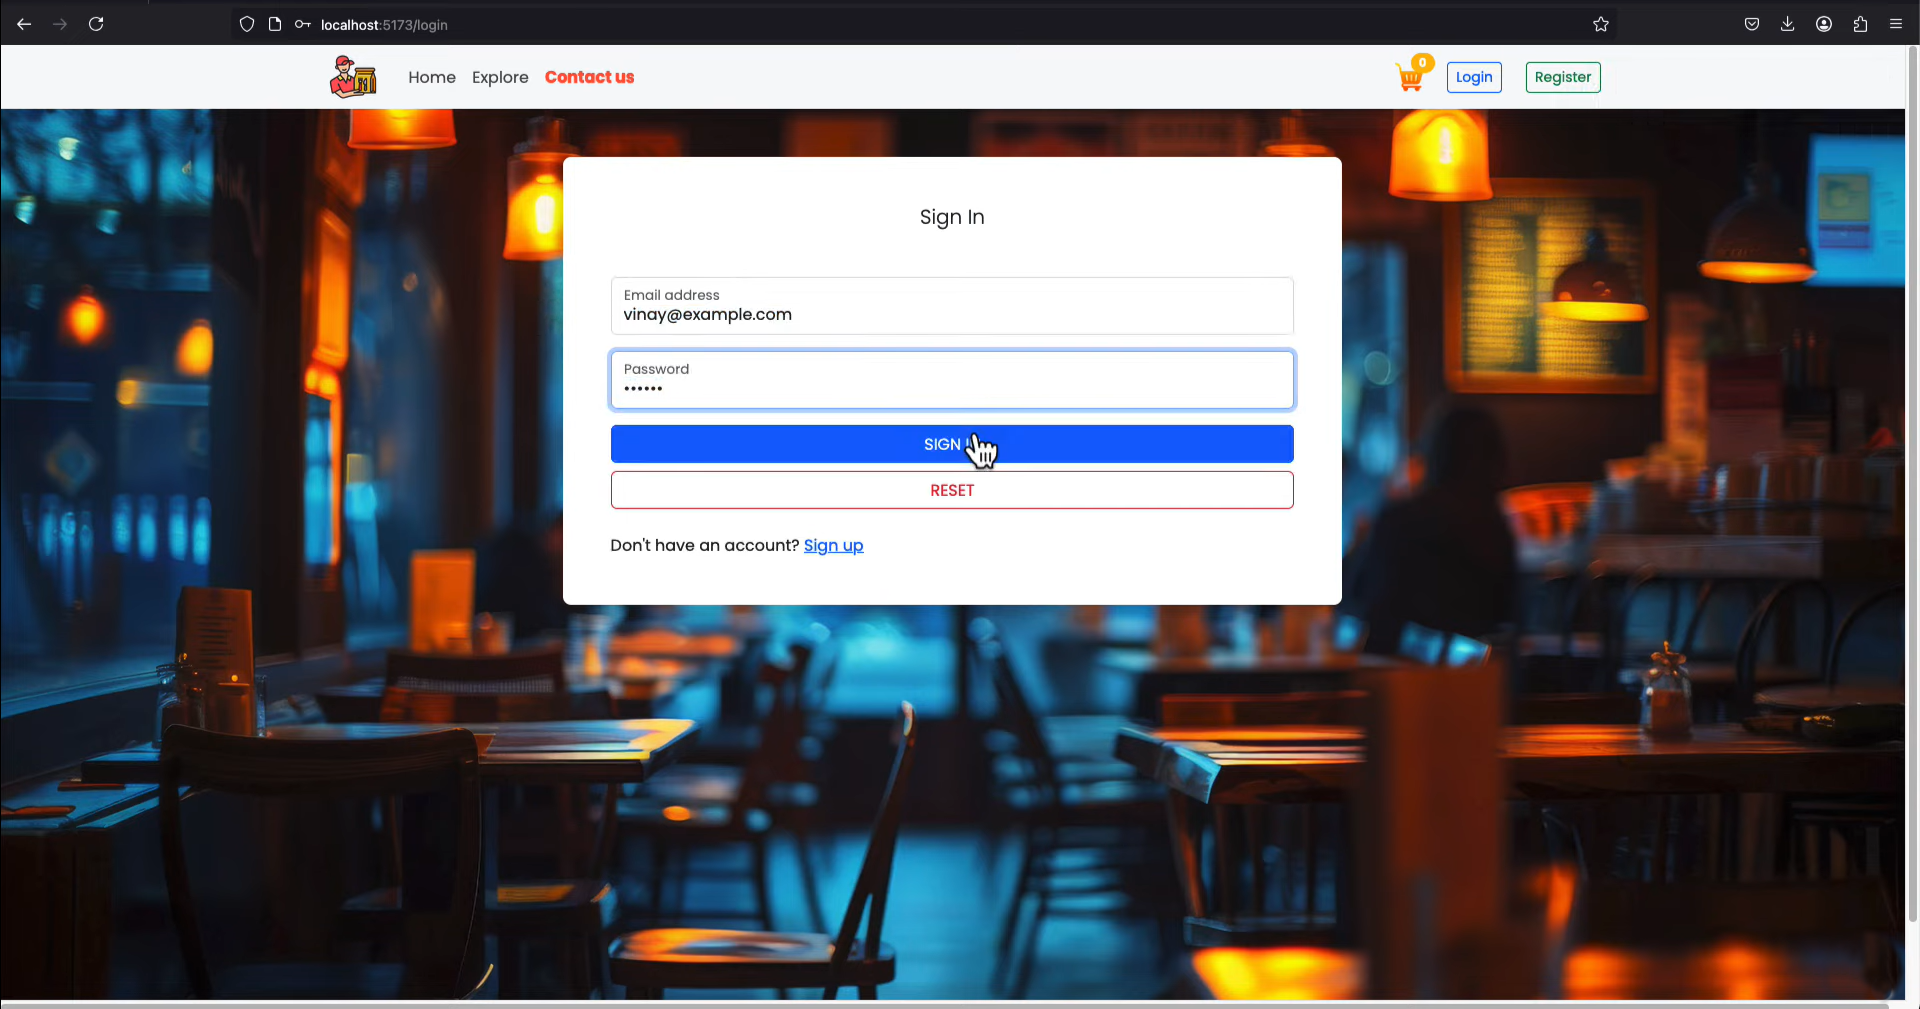 localhost:5173/login
Home Explore Contact us
0
Login
Register
Sign In
Email address
vinay@example.com
Password
••••••
SIGN
RESET
Don't have an account? Sign up